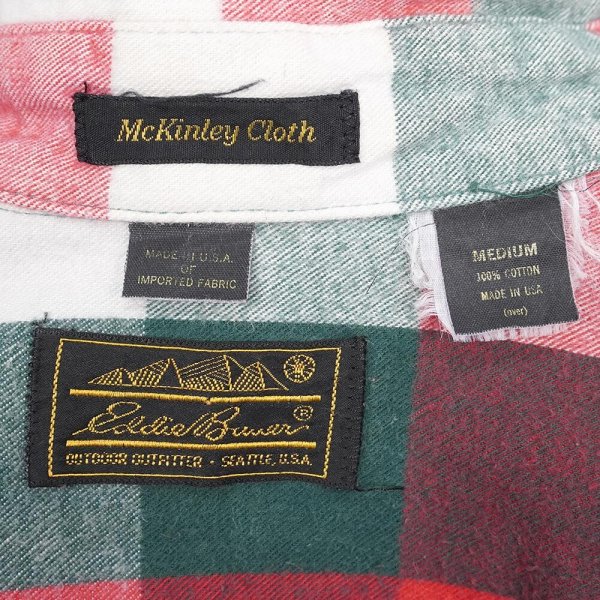 McKinley Cloth
MADE IN U.S.A.
OF
IMPORTED FABRIC
MEDIUM
100% COTTON
MADE IN USA
(over)
Eddie Bauer®
OUTDOOR OUTFITTER · SEATTLE, U.S.A.